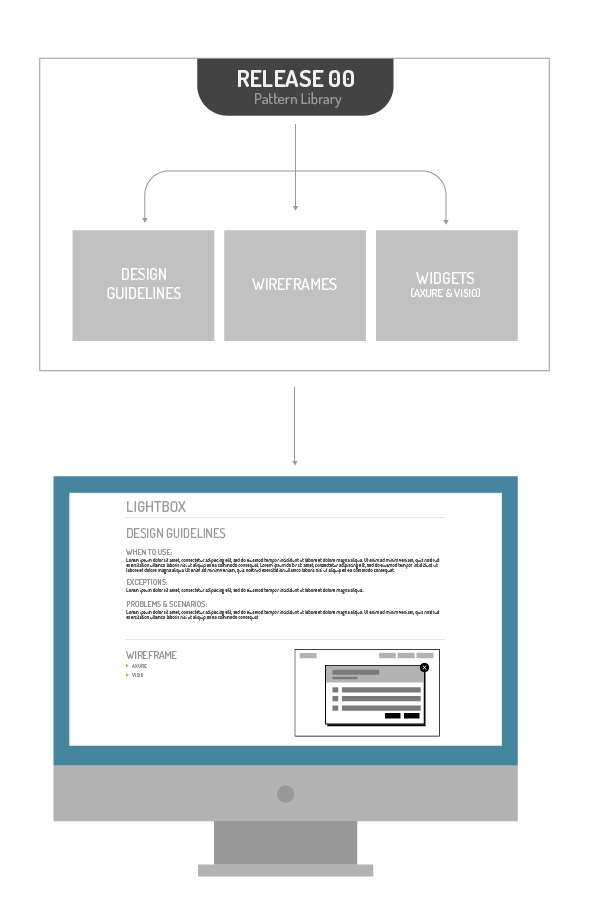 RELEASE 00
Pattern Library
DESIGN
GUIDELINES
WIREFRAMES
WIDGETS
(AXURE & VISIO)
LIGHTBOX
DESIGN GUIDELINES
WHEN TO USE:
Lorem ipsum dolor sit amet, consectetur adipiscing elit, sed do eiusmod tempor incididunt ut labore et dolore magna aliqua. Ut enim ad minim veniam, quis nostrud
exercitation ullamco laboris nisi ut aliquip ex ea commodo consequat. Lorem ipsum dolor sit amet, consectetur adipiscing elit, sed do eiusmod tempor incididunt ut
labore et dolore magna aliqua. Ut enim ad minim veniam, quis nostrud exercitation ullamco laboris nisi ut aliquip ex ea commodo consequat.
EXCEPTIONS:
Lorem ipsum dolor sit amet, consectetur adipiscing elit, sed do eiusmod tempor incididunt ut labore et dolore magna aliqua.
PROBLEMS & SCENARIOS:
Lorem ipsum dolor sit amet, consectetur adipiscing elit, sed do eiusmod tempor incididunt ut labore et dolore magna aliqua. Ut enim ad minim veniam, quis nostrud
exercitation ullamco laboris nisi ut aliquip ex ea commodo consequat
WIREFRAME
AXURE
VISIO
X